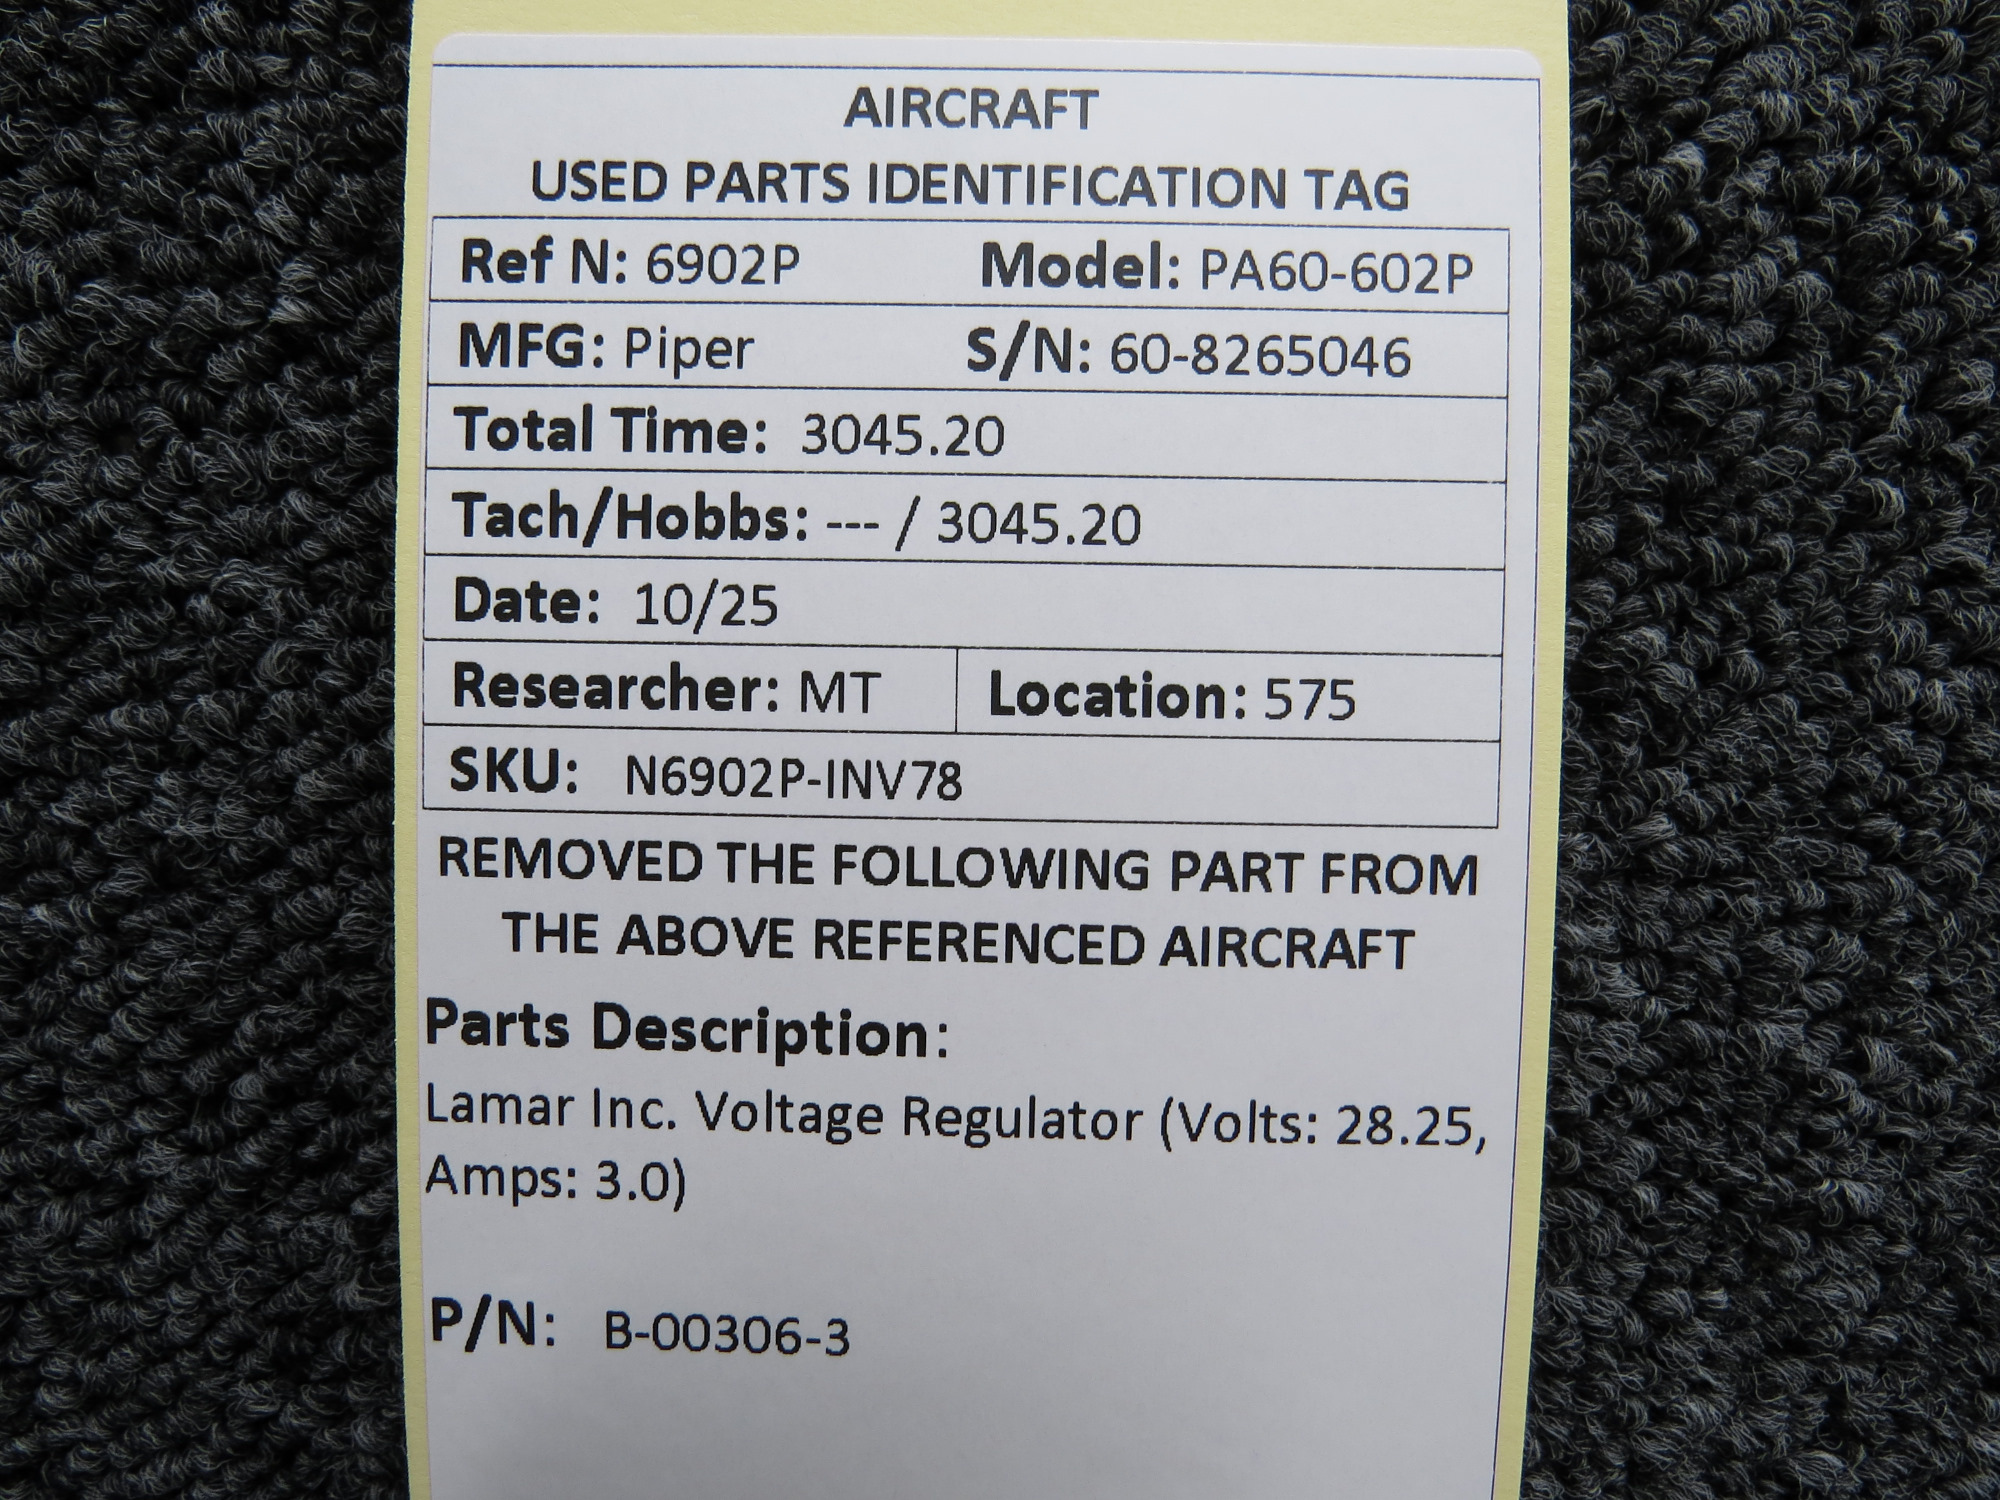 AIRCRAFT
USED PARTS IDENTIFICATION TAG
Ref N: 6902P Model: PA60-602P
MFG: Piper S/N: 60-8265046
Total Time: 3045.20
Tach/Hobbs: --- / 3045.20
Date: 10/25
Researcher: MT Location: 575
SKU: N6902P-INV78
REMOVED THE FOLLOWING PART FROM
THE ABOVE REFERENCED AIRCRAFT
Parts Description:
Lamar Inc. Voltage Regulator (Volts: 28.25,
Amps: 3.0)
P/N: B-00306-3